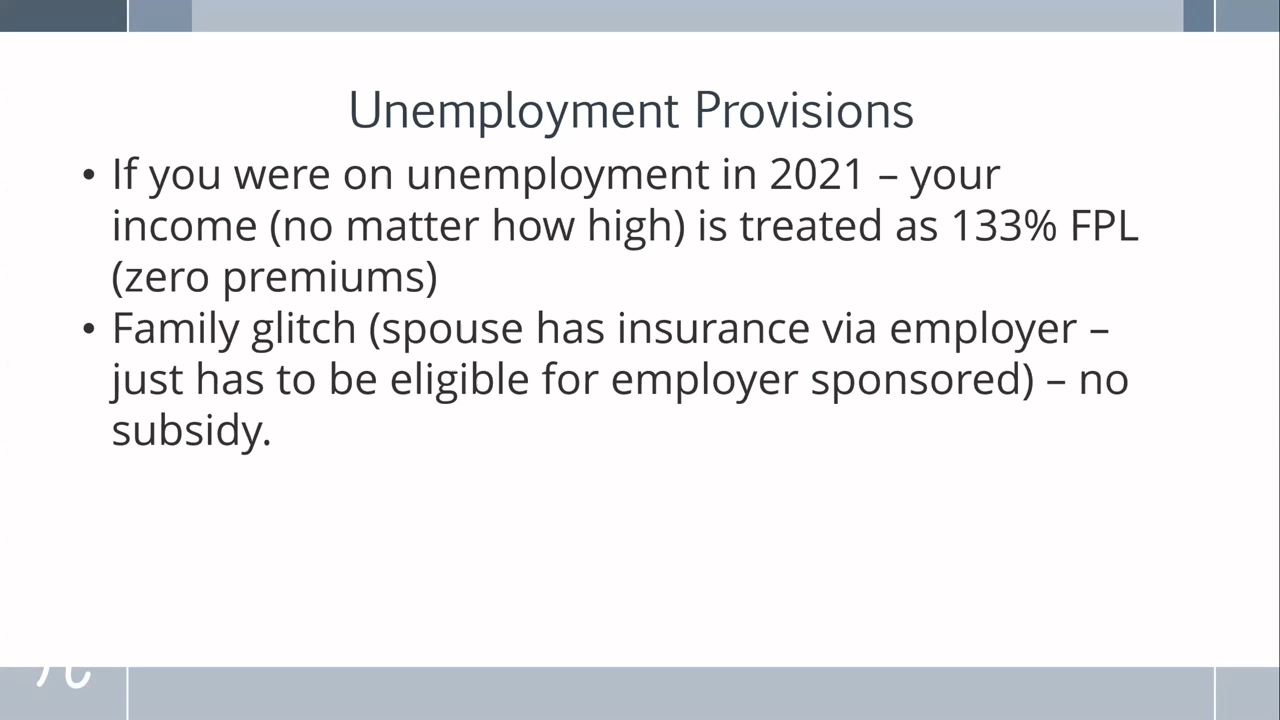 Unemployment Provisions
• If you were on unemployment in 2021 – your
income (no matter how high) is treated as 133% FPL
(zero premiums)
• Family glitch (spouse has insurance via employer –
just has to be eligible for employer sponsored) – no
subsidy.